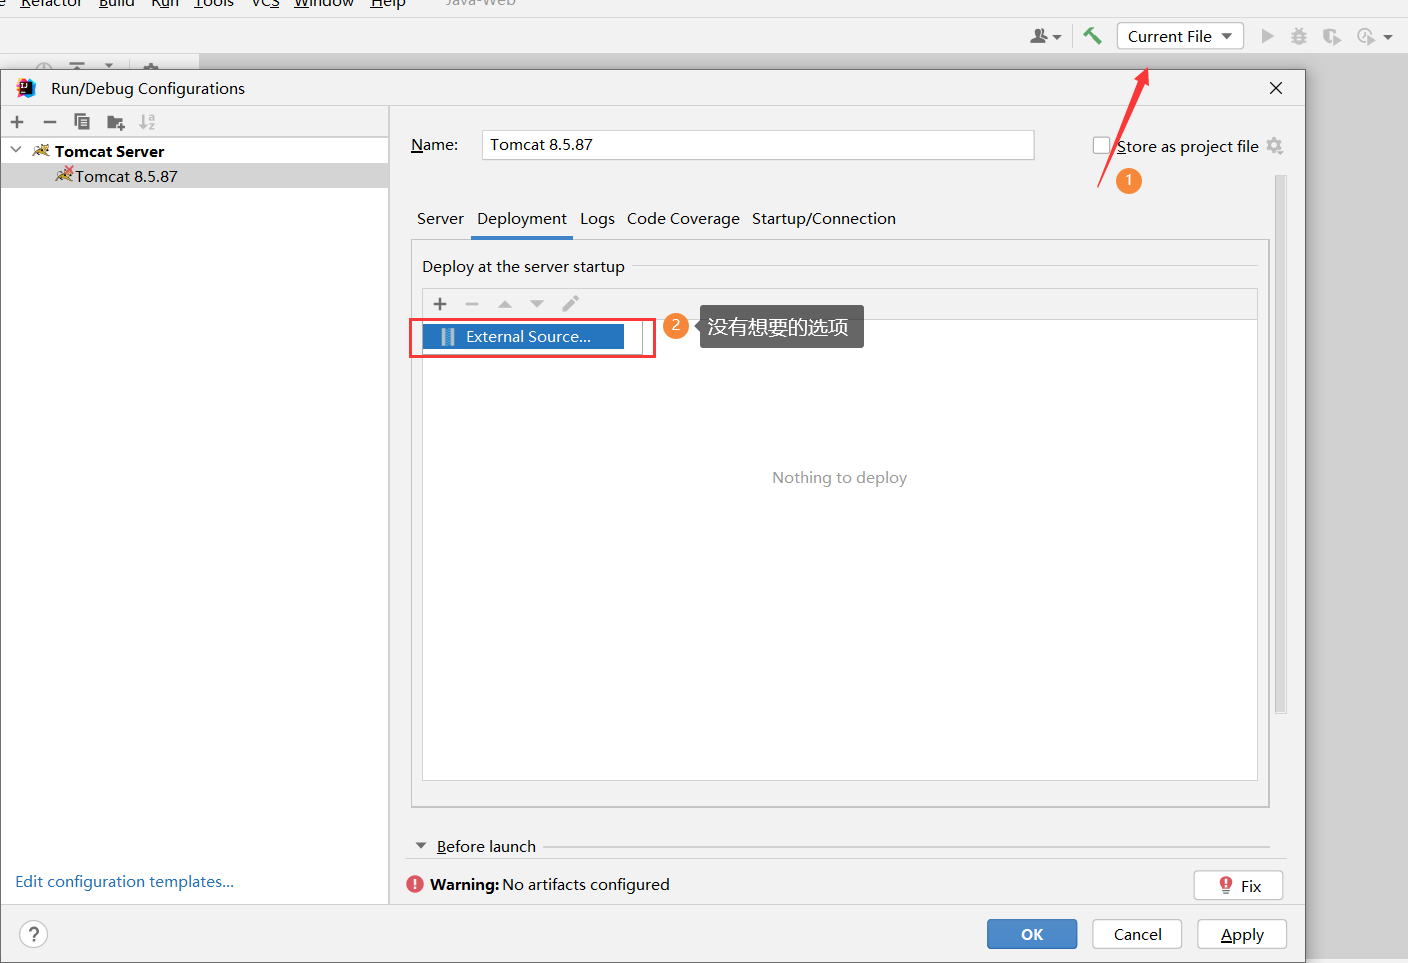 Refactor Build Run Tools VCS Window Help Java-Web
Current File
Run/Debug Configurations
Tomcat Server
Tomcat 8.5.87
Name: Tomcat 8.5.87
Store as project file
1
Server Deployment Logs Code Coverage Startup/Connection
Deploy at the server startup
External Source...
2 没有想要的选项
Nothing to deploy
Before launch
Edit configuration templates...
Warning: No artifacts configured
Fix
?
OK Cancel Apply